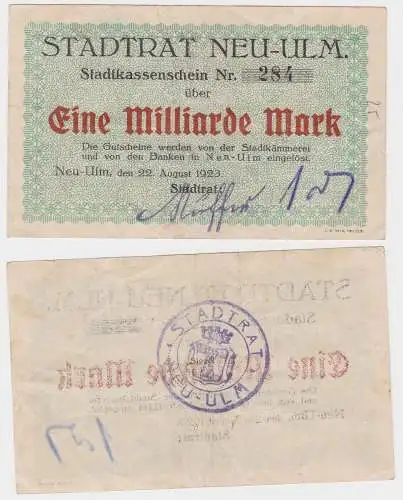 STADTRAT NEU-ULM.
Stadtkassenschein Nr. 284
über
Eine Milliarde Mark
Die Gutscheine werden von der Stadtkämmerei
und von den Banken in Neu-Ulm eingelöst.
Neu-Ulm, den 22. August 1923.
Stadtrat:
STADTRAT
NEU-ULM